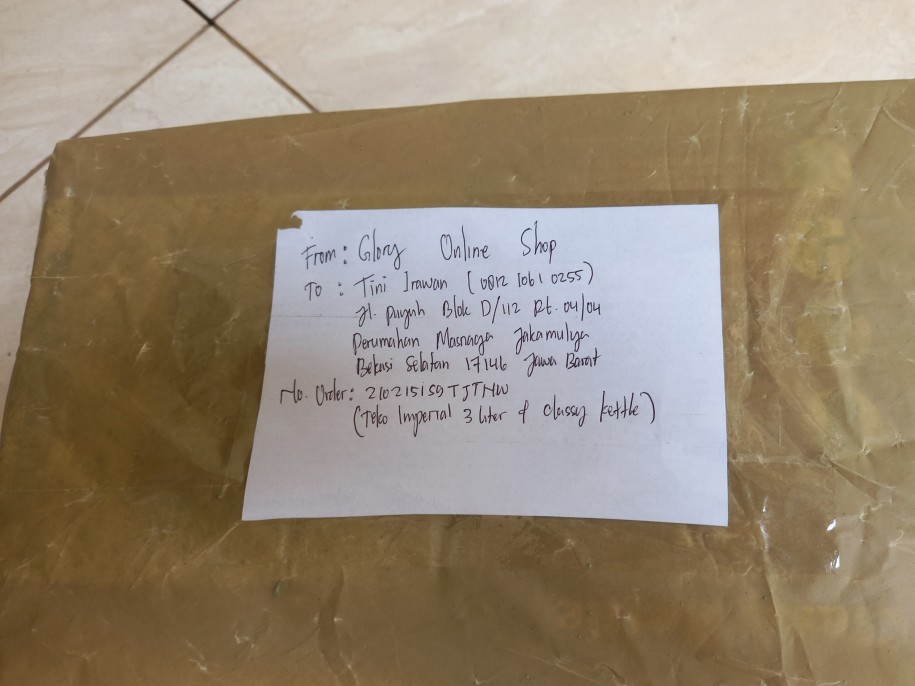 From: Glory Online Shop
To : Tini Irawan (0812 1061 0255)
Jl. Puyuh Blok D/112 Rt. 04/04
Perumahan Masnaga Jakamulya
Bekasi Selatan 17146 Jawa Barat
No. Order: 210215159TJTNW
(Teko Imperial 3 liter & classy kettle)